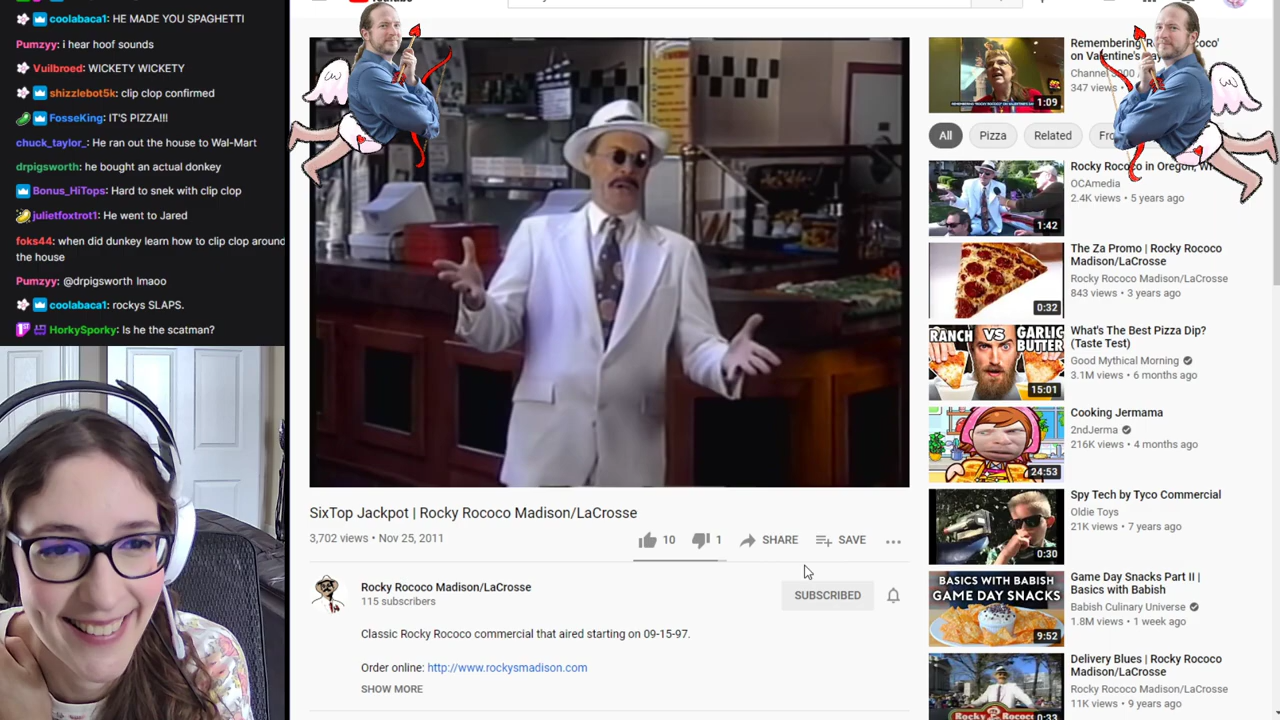 coolabaca1: HE MADE YOU SPAGHETTI
Pumzyy: i hear hoof sounds
Vuilbroed: WICKETY WICKETY
shizzlebot5k: clip clop confirmed
FosseKing: IT'S PIZZA!!!
chuck_taylor_: He ran out the house to Wal-Mart
drpigsworth: he bought an actual donkey
Bonus_HiTops: Hard to snek with clip clop
julietfoxtrot1: He went to Jared
foks44: when did dunkey learn how to clip clop around
the house
Pumzyy: @drpigsworth lmaoo
coolabaca1: rockys SLAPS.
HorkySporky: Is he the scatman?
SixTop Jackpot | Rocky Rococo Madison/LaCrosse
3,702 views • Nov 25, 2011
10
1
SHARE
SAVE
Rocky Rococo Madison/LaCrosse
115 subscribers
SUBSCRIBED
Classic Rocky Rococo commercial that aired starting on 09-15-97.
Order online: http://www.rockysmadison.com
SHOW MORE
Remembering
on Valentine's
347 views
1:09
All
Pizza
Related
Rocky Rococo in Oregon,
OCAmedia
2.4K views • 5 years ago
1:42
The Za Promo | Rocky Rococo
Madison/LaCrosse
Rocky Rococo Madison/LaCrosse
843 views • 3 years ago
0:32
RANCH VS GARLIC
BUTTER
What's The Best Pizza Dip?
(Taste Test)
Good Mythical Morning
3.1M views • 6 months ago
15:01
Cooking Jermama
2ndJerma
216K views • 4 months ago
24:53
Spy Tech by Tyco Commercial
Oldie Toys
21K views • 7 years ago
0:30
BASICS WITH BABISH
GAME DAY SNACKS
Game Day Snacks Part II |
Basics with Babish
Babish Culinary Universe
1.8M views • 1 week ago
9:52
Delivery Blues | Rocky Rococo
Madison/LaCrosse
Rocky Rococo Madison/LaCrosse
11K views • 9 years ago
Rocky Rococo
0:33